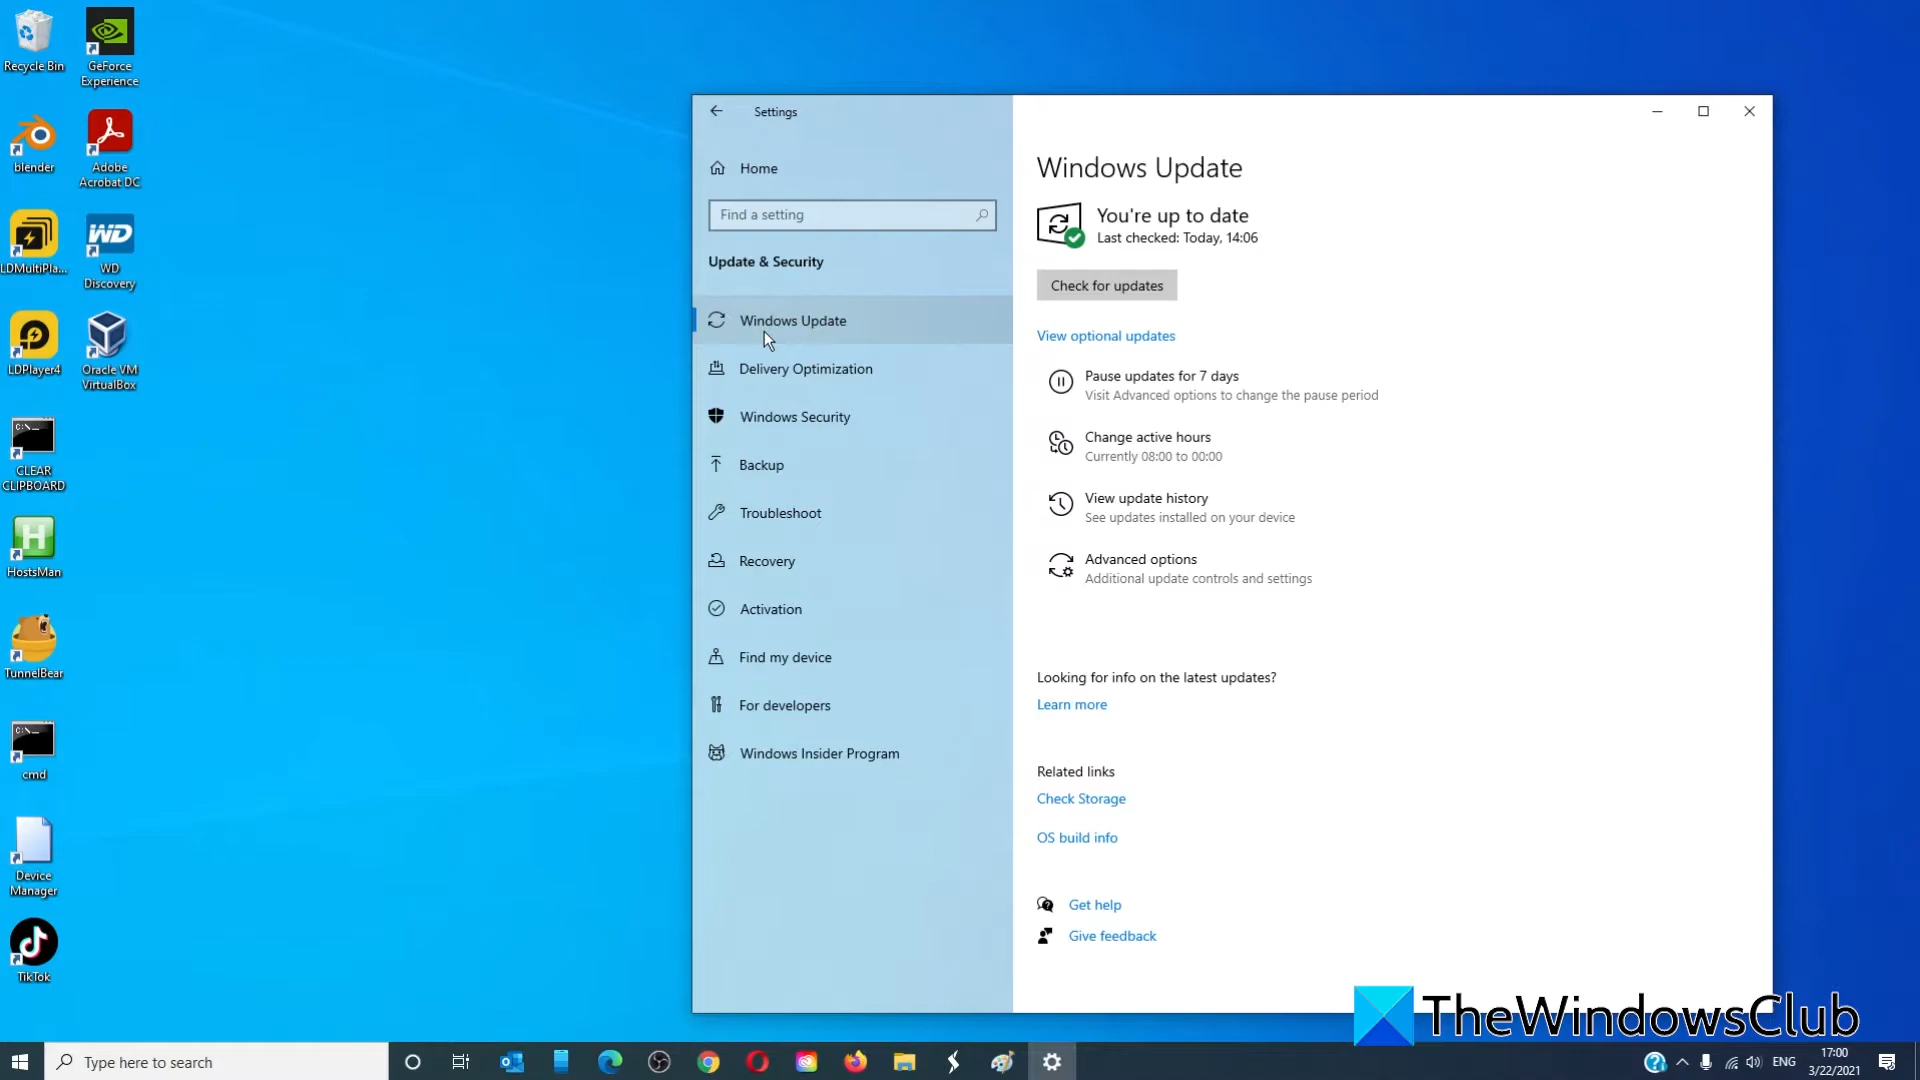 Recycle Bin
GeForce
Experience
blender
Adobe
Acrobat DC
LDMultiPla...
WD
WD
Discovery
LDPlayer4
Oracle VM
VirtualBox
CLEAR
CLIPBOARD
H
HostsMan
TunnelBear
cmd
Device
Manager
TikTok
Settings
Home
Find a setting
Update & Security
Windows Update
Delivery Optimization
Windows Security
Backup
Troubleshoot
Recovery
Activation
Find my device
For developers
Windows Insider Program
Windows Update
You're up to date
Last checked: Today, 14:06
Check for updates
View optional updates
Pause updates for 7 days
Visit Advanced options to change the pause period
Change active hours
Currently 08:00 to 00:00
View update history
See updates installed on your device
Advanced options
Additional update controls and settings
Looking for info on the latest updates?
Learn more
Related links
Check Storage
OS build info
Get help
Give feedback
TheWindowsClub
Type here to search
ENG
17:00
3/22/2021